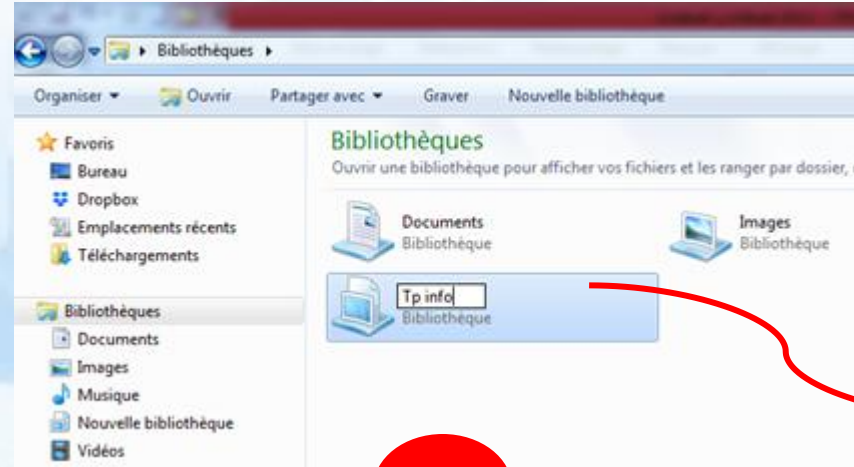 Bibliothèques
Organiser Ouvrir Partager avec Graver Nouvelle bibliothèque
Favoris
Bureau
Dropbox
Emplacements récents
Téléchargements
Bibliothèques
Documents
Images
Musique
Nouvelle bibliothèque
Vidéos
Bibliothèques
Ouvrir une bibliothèque pour afficher vos fichiers et les ranger par dossier,
Documents
Bibliothèque
Images
Bibliothèque
Tp info
Bibliothèque